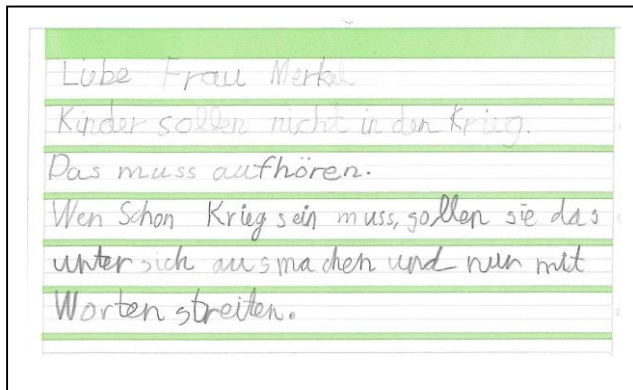 Liebe Frau Merkel
Kinder sollen nicht in den Krieg.
Das muss aufhören.
Wen Schon Krieg sein muss, sollen sie das
unter sich ausmachen und nur mit
Worten streiten.